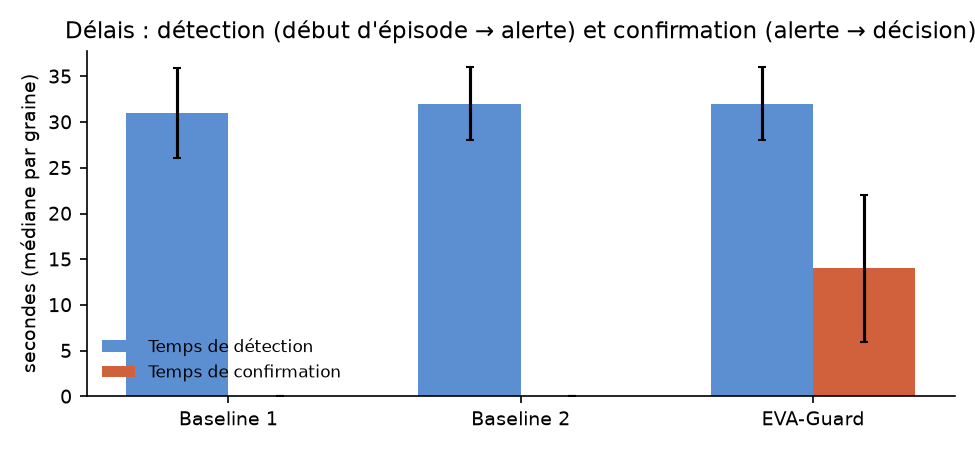 Délais : détection (début d'épisode → alerte) et confirmation (alerte → décision)
secondes (médiane par graine)
35
30
25
20
15
10
5
0
Temps de détection
Temps de confirmation
Baseline 1
Baseline 2
EVA-Guard